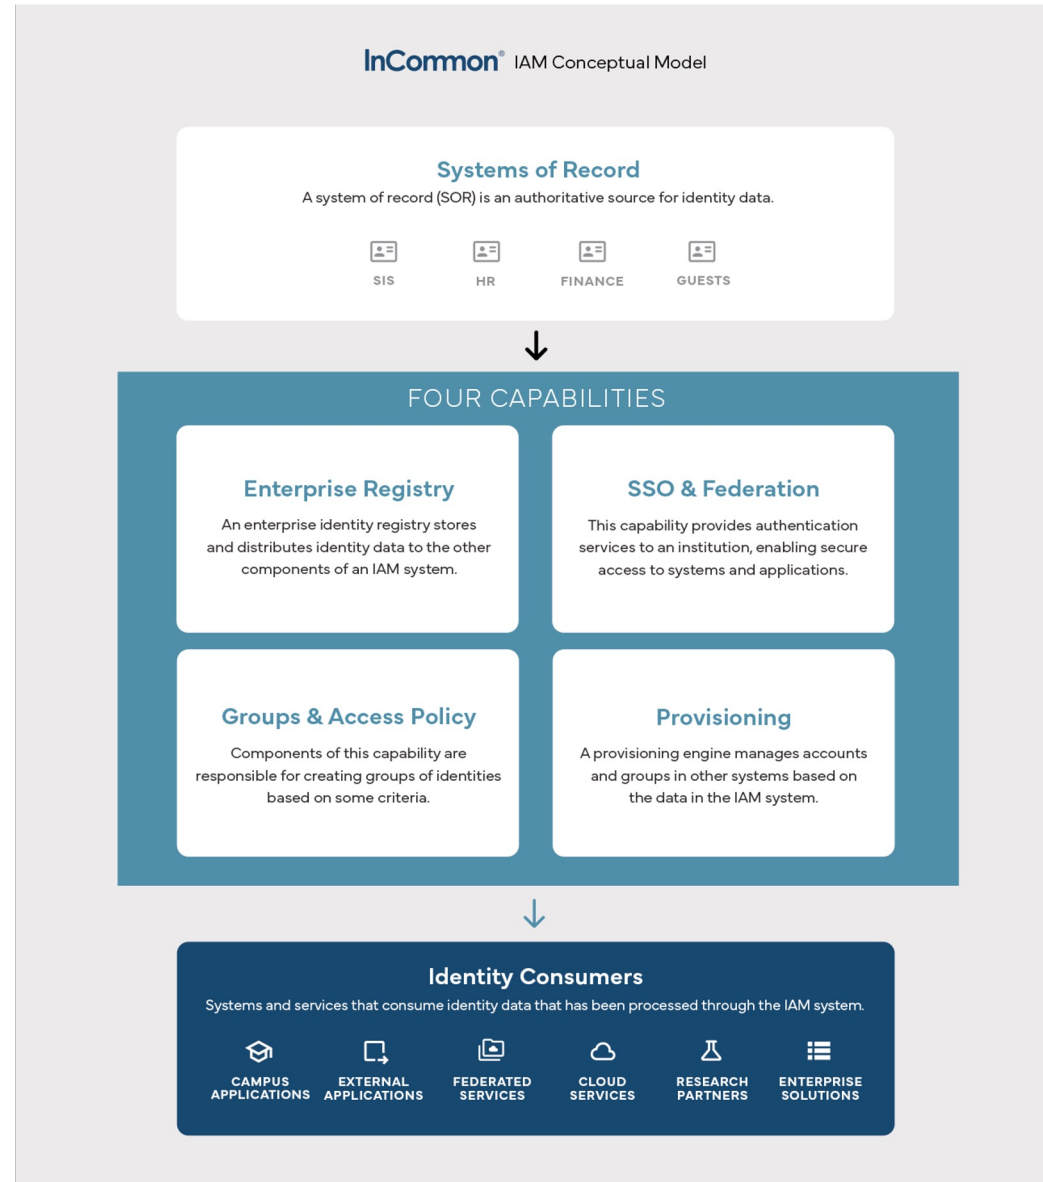 InCommon® IAM Conceptual Model
Systems of Record
A system of record (SOR) is an authoritative source for identity data.
SIS
HR
FINANCE
GUESTS
FOUR CAPABILITIES
Enterprise Registry
An enterprise identity registry stores
and distributes identity data to the other
components of an IAM system.
SSO & Federation
This capability provides authentication
services to an institution, enabling secure
access to systems and applications.
Groups & Access Policy
Components of this capability are
responsible for creating groups of identities
based on some criteria.
Provisioning
A provisioning engine manages accounts
and groups in other systems based on
the data in the IAM system.
Identity Consumers
Systems and services that consume identity data that has been processed through the IAM system.
CAMPUS
APPLICATIONS
EXTERNAL
APPLICATIONS
FEDERATED
SERVICES
CLOUD
SERVICES
RESEARCH
PARTNERS
ENTERPRISE
SOLUTIONS